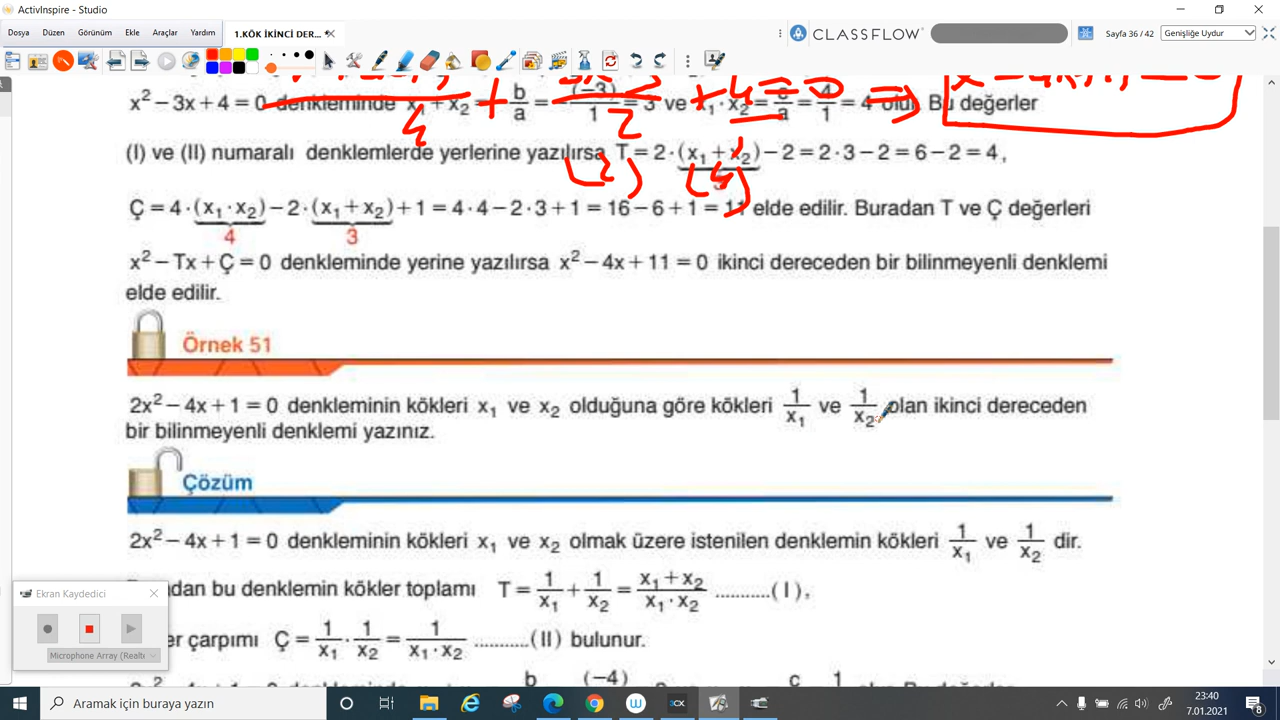 ActivInspire - Studio
Dosya Düzen Görünüm Ekle Araçlar Yardım 1.KÖK İKİNCİ DER... CLASSFLOW Sayfa 36 / 42 Genişliğe Uydur
x² − 3x + 4 = 0 denkleminde x₁ + x₂ = b/a = (−3)/1 = 3 ve x₁ · x₂ = c/a = 4/1 = 4 olur. Bu değerler
(I) ve (II) numaralı denklemlerde yerlerine yazılırsa T = 2 · (x₁ + x₂) − 2 = 2 · 3 − 2 = 6 − 2 = 4,
Ç = 4 · (x₁ · x₂) − 2 · (x₁ + x₂) + 1 = 4 · 4 − 2 · 3 + 1 = 16 − 6 + 1 = 11 elde edilir. Buradan T ve Ç değerleri
4 3
x² − Tx + Ç = 0 denkleminde yerine yazılırsa x² − 4x + 11 = 0 ikinci dereceden bir bilinmeyenli denklemi
elde edilir.
Örnek 51
2x² − 4x + 1 = 0 denkleminin kökleri x₁ ve x₂ olduğuna göre kökleri 1/x₁ ve 1/x₂ olan ikinci dereceden
bir bilinmeyenli denklemi yazınız.
Çözüm
2x² − 4x + 1 = 0 denkleminin kökleri x₁ ve x₂ olmak üzere istenilen denklemin kökleri 1/x₁ ve 1/x₂ dir.
Ekran Kaydedici
dan bu denklemin kökler toplamı T = 1/x₁ + 1/x₂ = (x₁ + x₂)/(x₁ · x₂) ...........(I),
er çarpımı Ç = 1/x₁ · 1/x₂ = 1/(x₁ · x₂) ...........(II) bulunur.
Microphone Array (Realte
Aramak için buraya yazın
23:40
7.01.2021
8